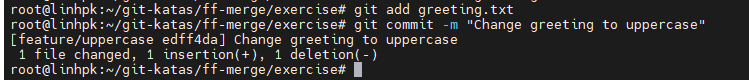 root@linhpk:~/git-katas/ff-merge/exercise# git add greeting.txt
root@linhpk:~/git-katas/ff-merge/exercise# git commit -m "Change greeting to uppercase"
[feature/uppercase edff4da] Change greeting to uppercase
 1 file changed, 1 insertion(+), 1 deletion(-)
root@linhpk:~/git-katas/ff-merge/exercise#